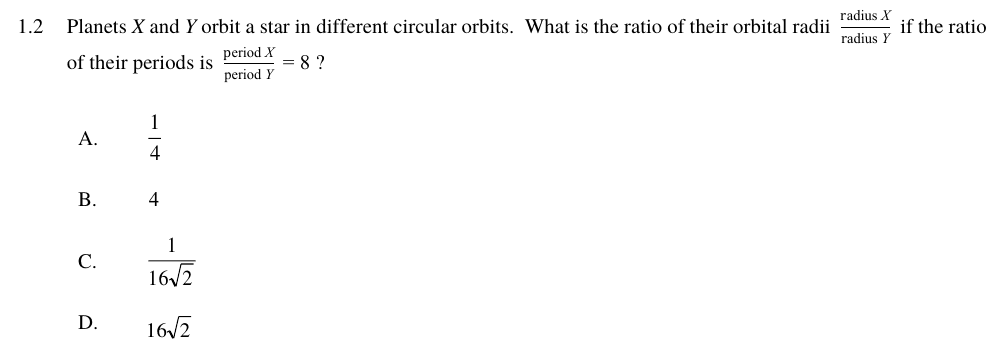 1.2 Planets X and Y orbit a star in different circular orbits. What is the ratio of their orbital radii radius X / radius Y if the ratio
of their periods is period X / period Y = 8 ?
A. 1/4
B. 4
C. 1/16√2
D. 16√2